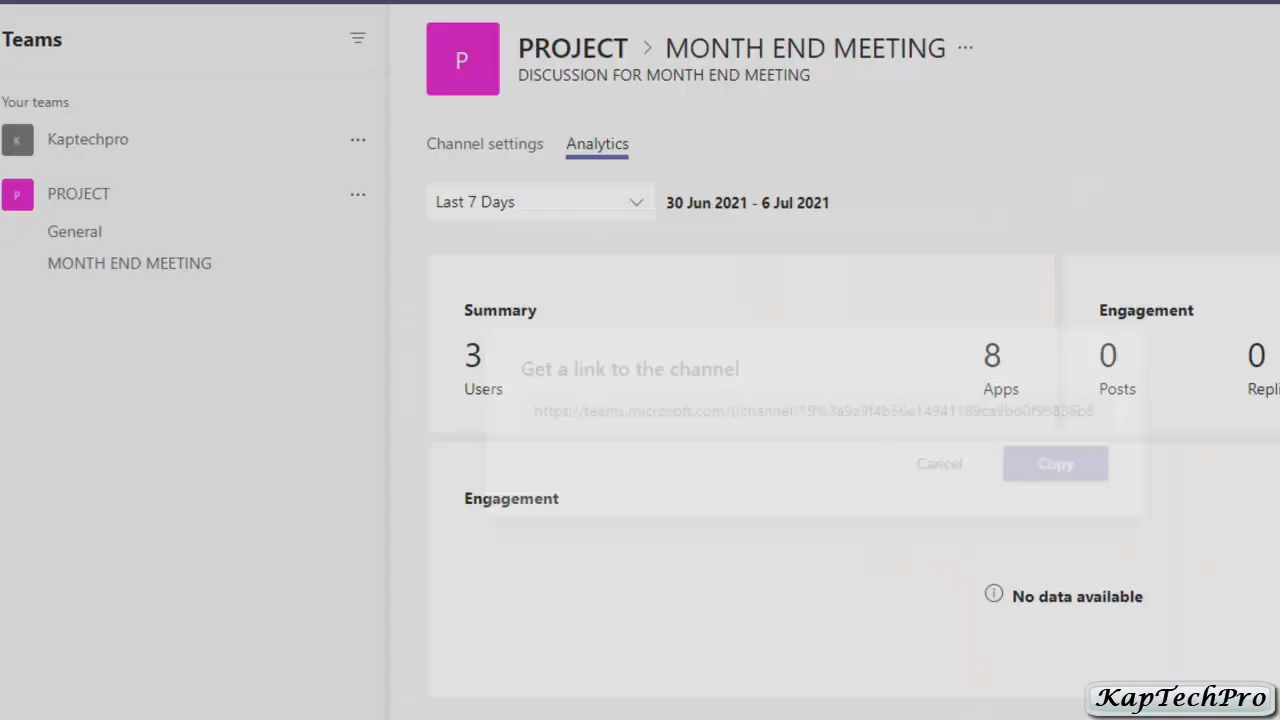 Teams
Your teams
K Kaptechpro ...
P PROJECT ...
General
MONTH END MEETING
P
PROJECT > MONTH END MEETING ...
DISCUSSION FOR MONTH END MEETING
Channel settings Analytics
Last 7 Days 30 Jun 2021 - 6 Jul 2021
Summary
3 8
Users Apps
Engagement
0 0
Posts Repli
Get a link to the channel
Cancel Copy
Engagement
No data available
KapTechPro